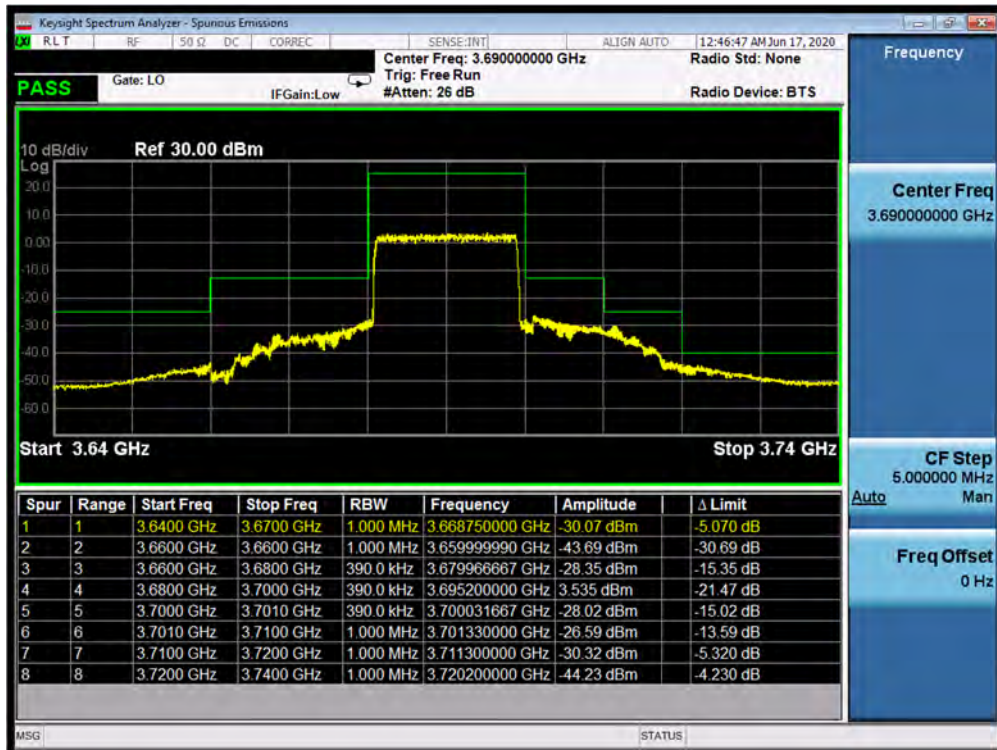 Keysight Spectrum Analyzer - Spurious Emissions
RLT RF 50 Ω DC CORREC SENSE:INT ALIGN AUTO 12:46:47 AM Jun 17, 2020
Center Freq: 3.690000000 GHz Radio Std: None
PASS Gate: LO Trig: Free Run
IFGain:Low #Atten: 26 dB Radio Device: BTS
10 dB/div Ref 30.00 dBm
Log
20.0
10.0
0.00
-10.0
-20.0
-30.0
-40.0
-50.0
-60.0
Start 3.64 GHz Stop 3.74 GHz
Spur Range Start Freq Stop Freq RBW Frequency Amplitude Δ Limit
1 1 3.6400 GHz 3.6700 GHz 1.000 MHz 3.668750000 GHz -30.07 dBm -5.070 dB
2 2 3.6600 GHz 3.6600 GHz 1.000 MHz 3.659999990 GHz -43.69 dBm -30.69 dB
3 3 3.6600 GHz 3.6800 GHz 390.0 kHz 3.679966667 GHz -28.35 dBm -15.35 dB
4 4 3.6800 GHz 3.7000 GHz 390.0 kHz 3.695200000 GHz 3.535 dBm -21.47 dB
5 5 3.7000 GHz 3.7010 GHz 390.0 kHz 3.700031667 GHz -28.02 dBm -15.02 dB
6 6 3.7010 GHz 3.7100 GHz 1.000 MHz 3.701330000 GHz -26.59 dBm -13.59 dB
7 7 3.7100 GHz 3.7200 GHz 1.000 MHz 3.711300000 GHz -30.32 dBm -5.320 dB
8 8 3.7200 GHz 3.7400 GHz 1.000 MHz 3.720200000 GHz -44.23 dBm -4.230 dB
MSG STATUS
Frequency
Center Freq
3.690000000 GHz
CF Step
5.000000 MHz
Auto Man
Freq Offset
0 Hz